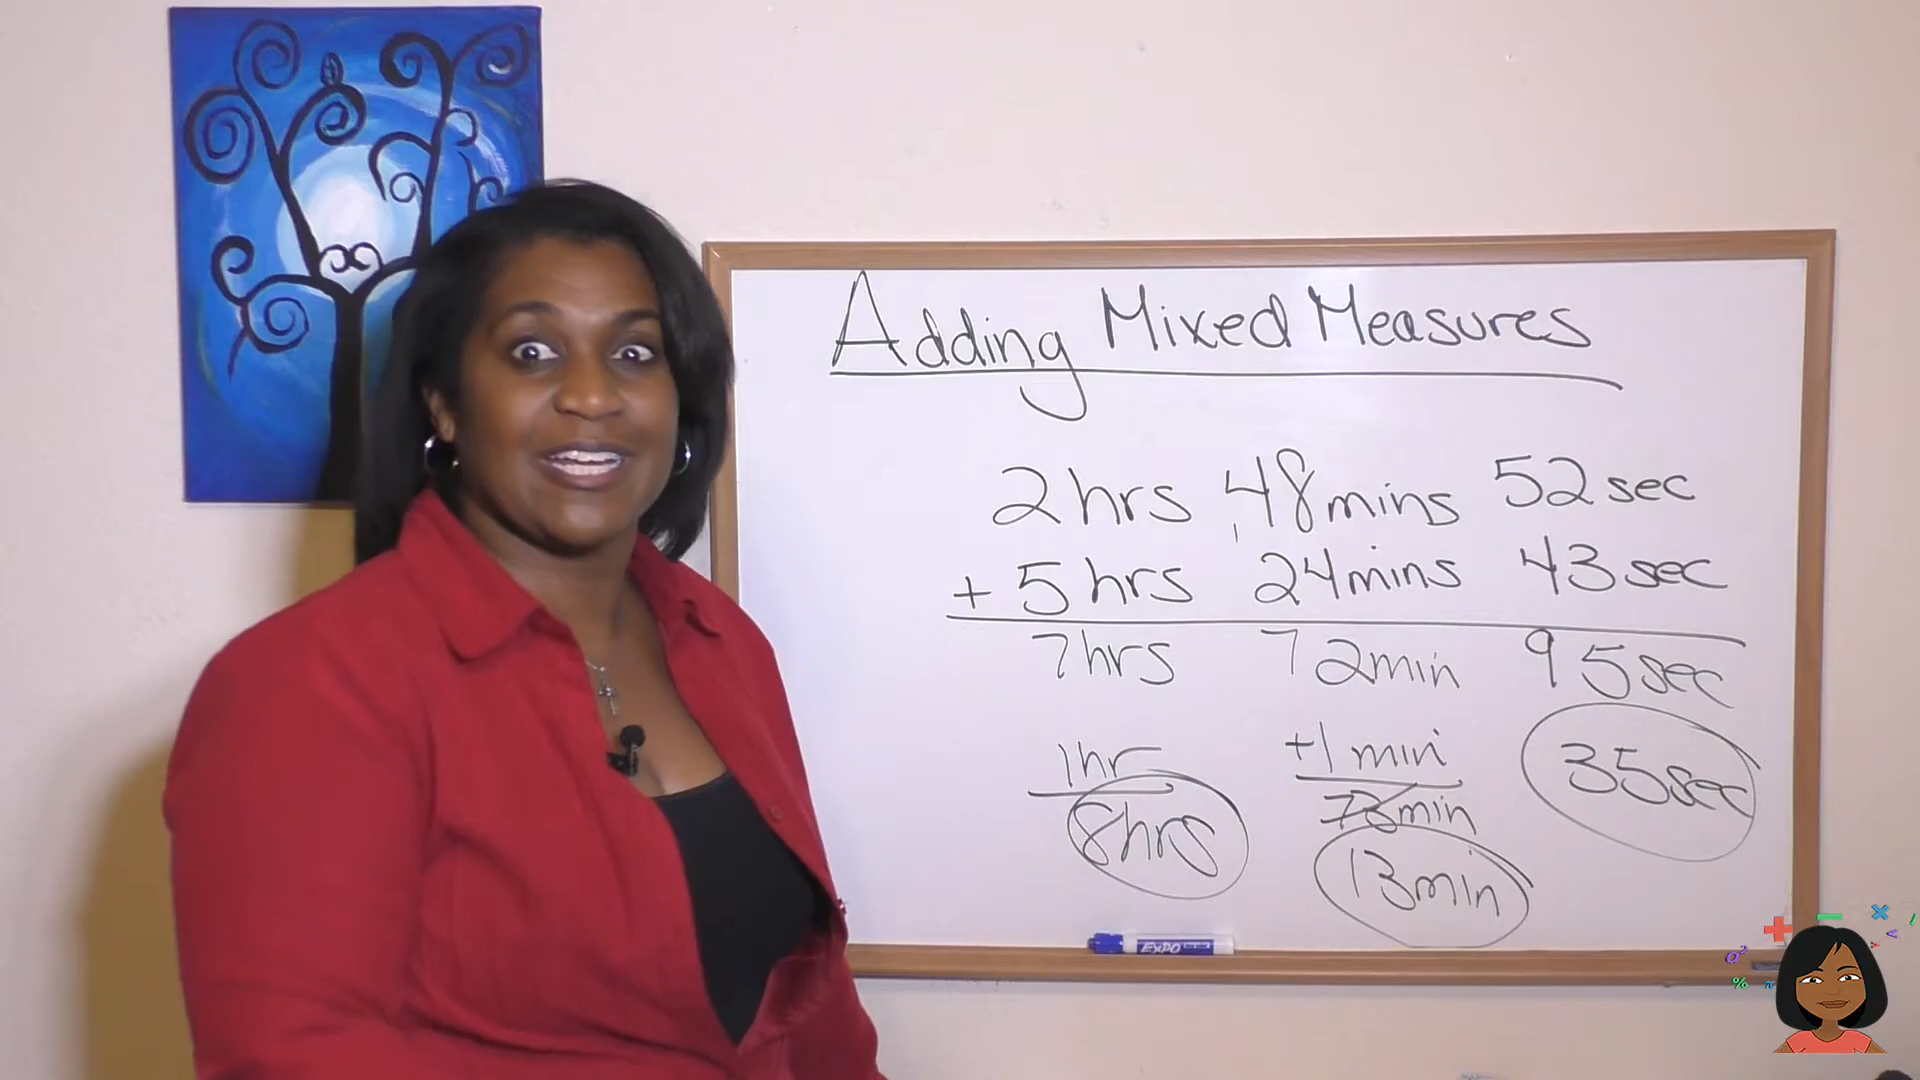 Adding Mixed Measures
2 hrs 48 mins 52 sec
+ 5 hrs 24 mins 43 sec
7 hrs 72 min 95 sec
1 hr +1 min 35 sec
8 hrs 73 min
13 min
EXPO